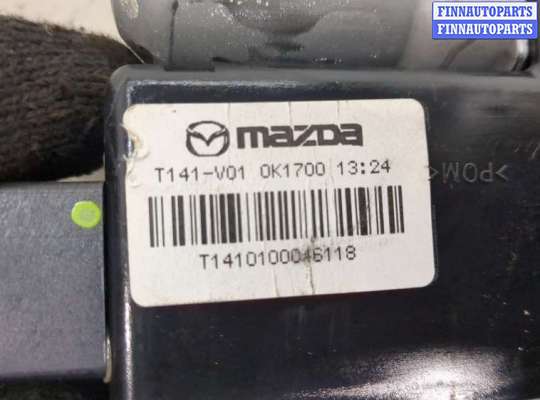 FINNAUTOPARTS
FINNAUTOPARTS
mazda
T141-V01 0K1700 13:24
T1410100046118
>POM<